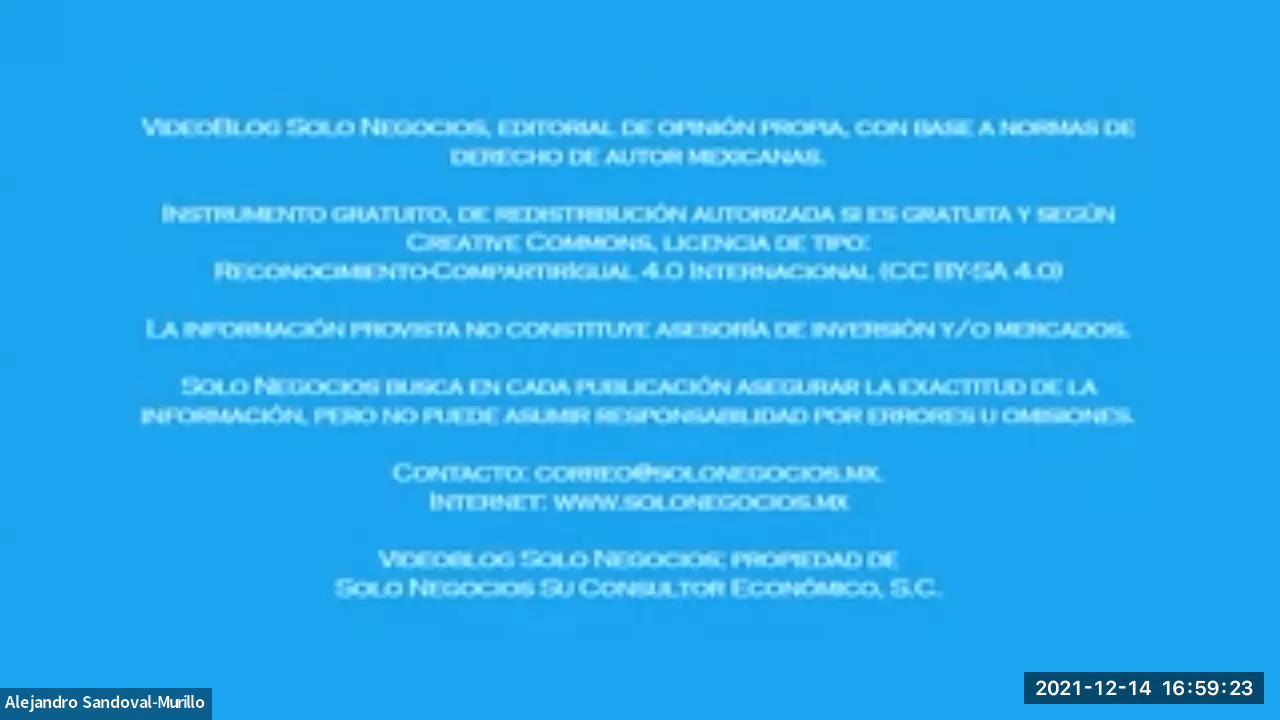 VideoBlog Solo Negocios, editorial de opinión propia, con base a normas de
derecho de autor mexicanas.
Instrumento gratuito, de redistribución autorizada si es gratuita y según
Creative Commons, licencia de tipo:
Reconocimiento-CompartirIgual 4.0 Internacional (CC BY-SA 4.0)
La información provista no constituye asesoría de inversión y/o mercados.
Solo Negocios busca en cada publicación asegurar la exactitud de la
información, pero no puede asumir responsabilidad por errores u omisiones.
Contacto: correo@solonegocios.mx
Internet: www.solonegocios.mx
Videoblog Solo Negocios; propiedad de
Solo Negocios Su Consultor Económico, S.C.
Alejandro Sandoval-Murillo
2021-12-14 16:59:23